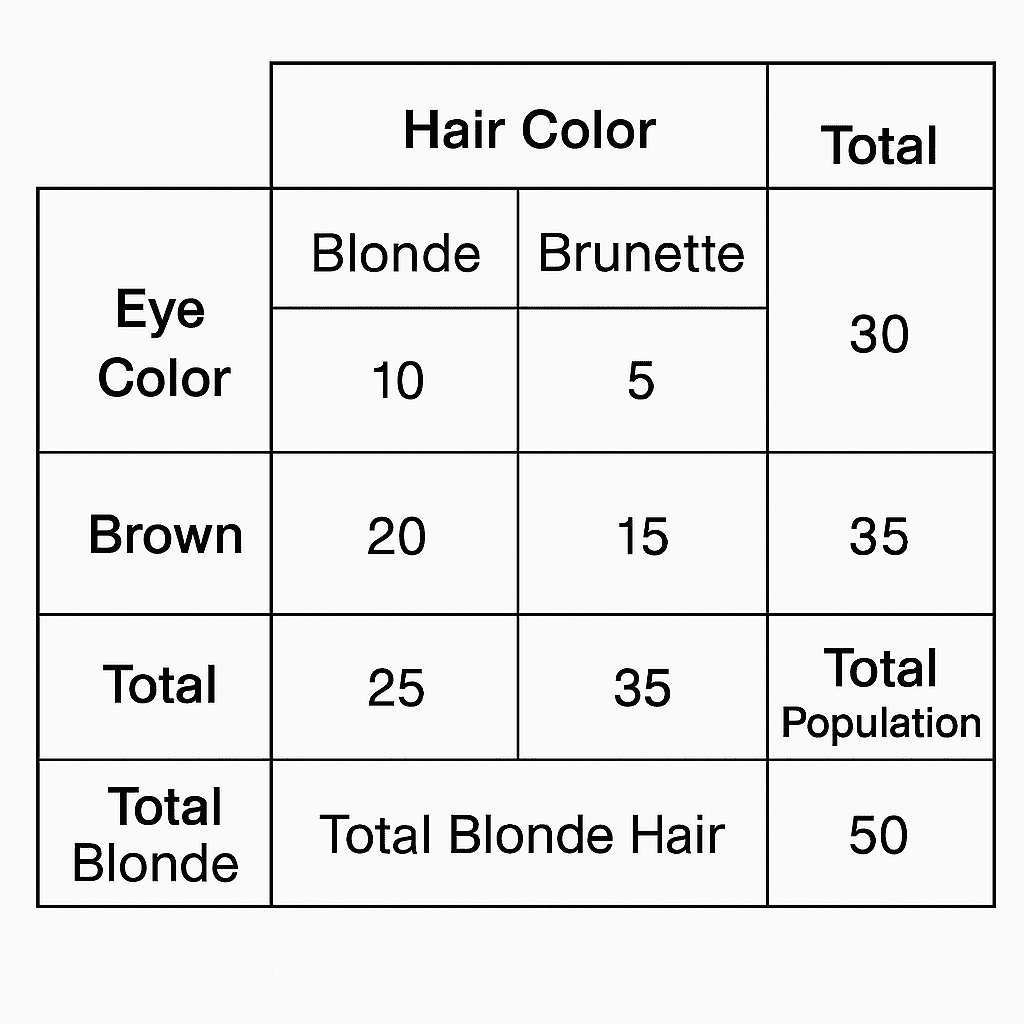 Hair Color Total
Blonde Brunette
Eye
Color
10 5 30
Brown 20 15 35
Total 25 35 Total
Population
Total
Blonde
Total Blonde Hair 50